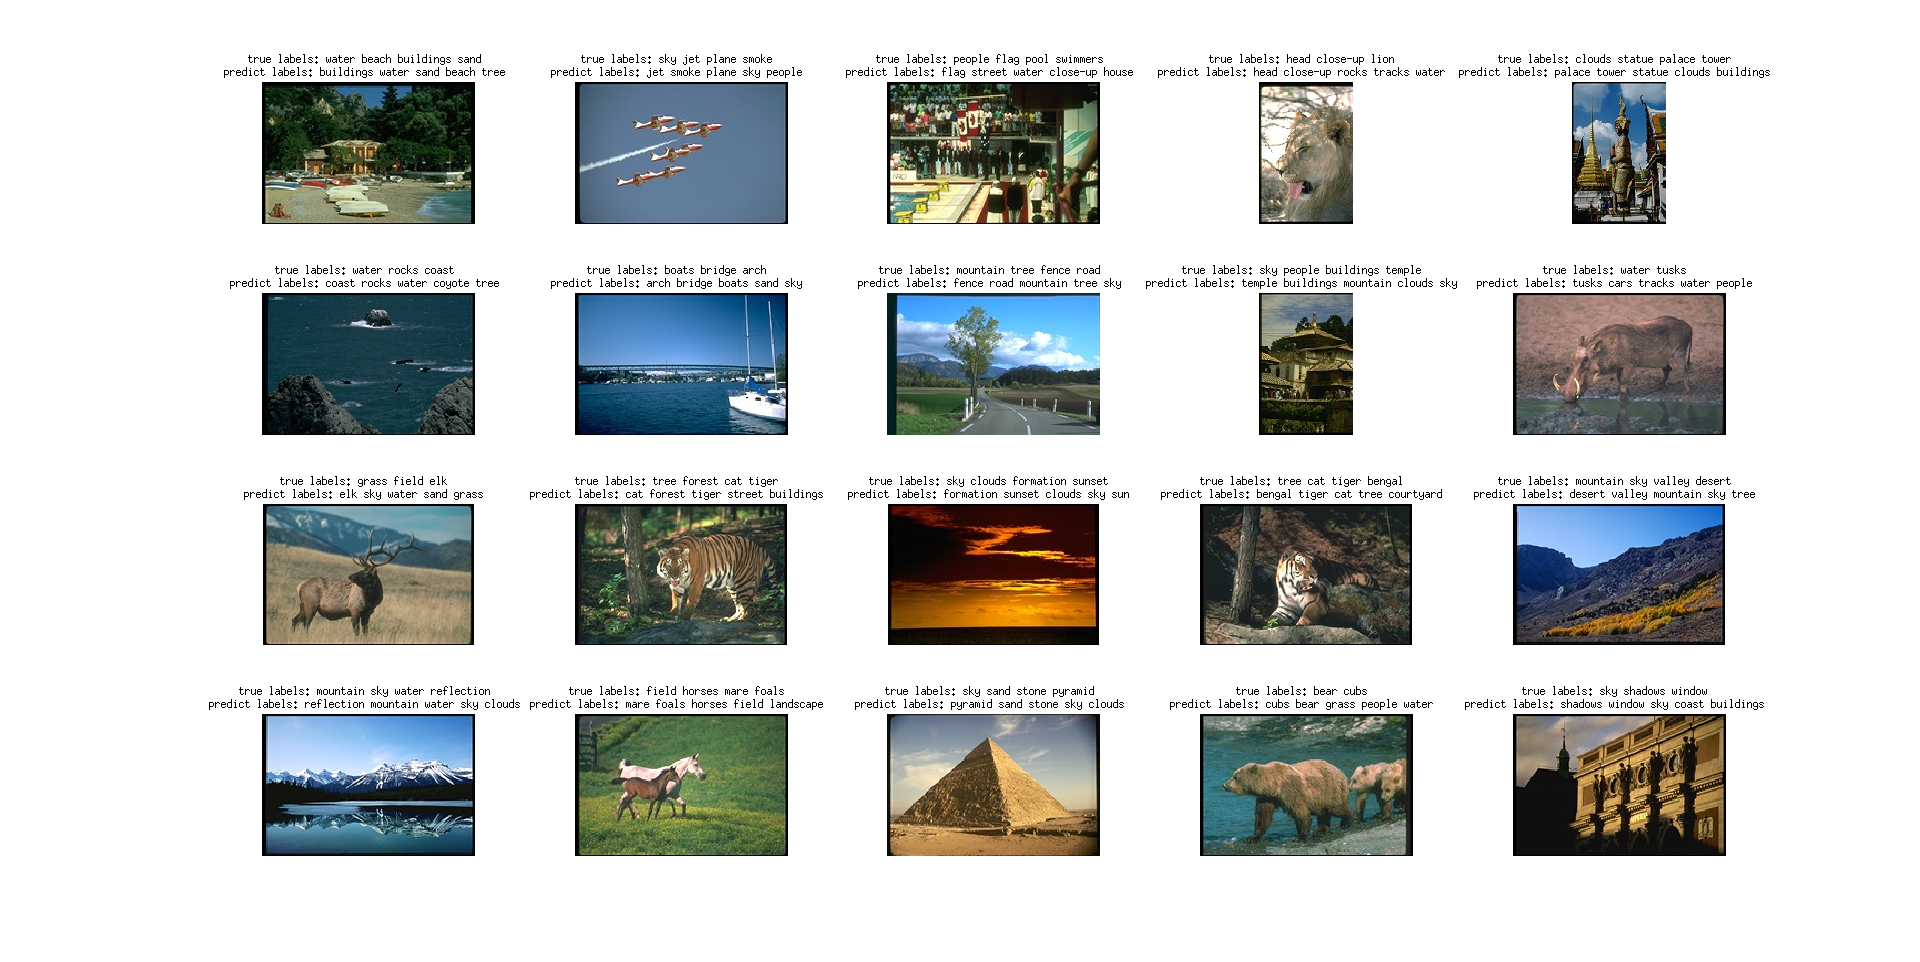 true labels: water beach buildings sand
predict labels: buildings water sand beach tree
true labels: sky jet plane smoke
predict labels: jet smoke plane sky people
true labels: people flag pool swimmers
predict labels: flag street water close-up house
true labels: head close-up lion
predict labels: head close-up rocks tracks water
true labels: clouds statue palace tower
predict labels: palace tower statue clouds buildings
true labels: water rocks coast
predict labels: coast rocks water coyote tree
true labels: boats bridge arch
predict labels: arch bridge boats sand sky
true labels: mountain tree fence road
predict labels: fence road mountain tree sky
true labels: sky people buildings temple
predict labels: temple buildings mountain clouds sky
true labels: water tusks
predict labels: tusks cars tracks water people
true labels: grass field elk
predict labels: elk sky water sand grass
true labels: tree forest cat tiger
predict labels: cat forest tiger street buildings
true labels: sky clouds formation sunset
predict labels: formation sunset clouds sky sun
true labels: tree cat tiger bengal
predict labels: bengal tiger cat tree courtyard
true labels: mountain sky valley desert
predict labels: desert valley mountain sky tree
true labels: mountain sky water reflection
predict labels: reflection mountain water sky clouds
true labels: field horses mare foals
predict labels: mare foals horses field landscape
true labels: sky sand stone pyramid
predict labels: pyramid sand stone sky clouds
true labels: bear cubs
predict labels: cubs bear grass people water
true labels: sky shadows window
predict labels: shadows window sky coast buildings